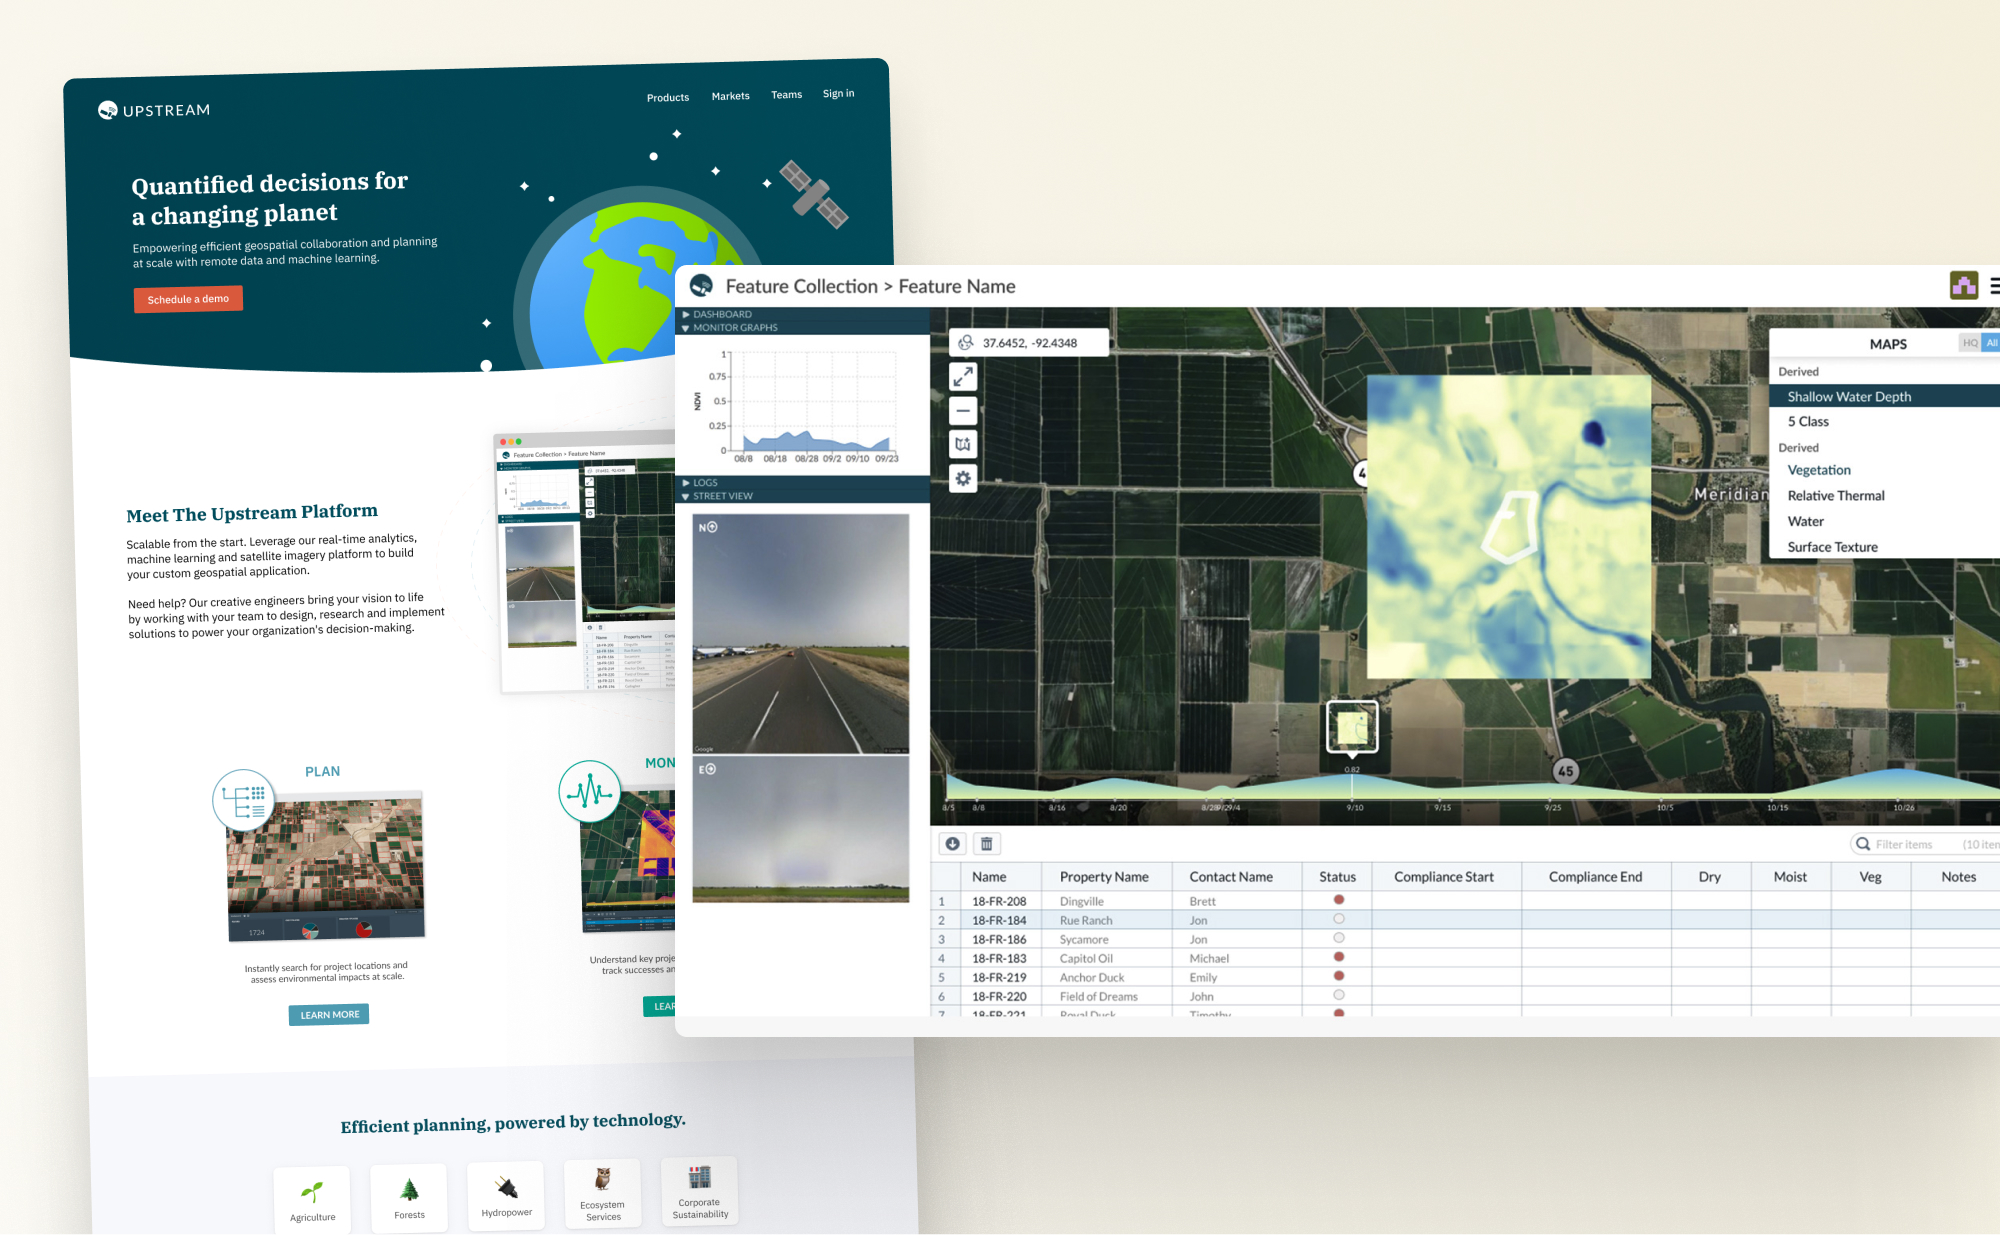 UPSTREAM
Products Markets Teams Sign in
Quantified decisions for
a changing planet
Empowering efficient geospatial collaboration and planning
at scale with remote data and machine learning.
Schedule a demo
Meet The Upstream Platform
Scalable from the start. Leverage our real-time analytics,
machine learning and satellite imagery platform to build
your custom geospatial application.
Need help? Our creative engineers bring your vision to life
by working with your team to design, research and implement
solutions to power your organization's decision-making.
Feature Collection > Feature Name
PLAN
1724
Instantly search for project locations and
assess environmental impacts at scale.
LEARN MORE
MON
Understand key proje
track successes an
LEAR
Efficient planning, powered by technology.
Agriculture
Forests
Hydropower
Ecosystem
Services
Corporate
Sustainability
Feature Collection > Feature Name
DASHBOARD
MONITOR GRAPHS
NDVI
1
0.75
0.5
0.25
0
08/8 08/18 08/28 09/2 09/10 09/23
LOGS
STREET VIEW
N
Google
E
37.6452, -92.4348
4
Meridian
45
MAPS HQ All
Derived
Shallow Water Depth
5 Class
Derived
Vegetation
Relative Thermal
Water
Surface Texture
0.82
8/5 8/8 8/16 8/20 8/28 9/4 9/10 9/15 9/25 10/5 10/15 10/26
Filter items (10 item
Name Property Name Contact Name Status Compliance Start Compliance End Dry Moist Veg Notes
1 18-FR-208 Dingville Brett
2 18-FR-184 Rue Ranch Jon
3 18-FR-186 Sycamore Jon
4 18-FR-183 Capitol Oil Michael
5 18-FR-219 Anchor Duck Emily
6 18-FR-220 Field of Dreams John
7 18-FR-221 Royal Duck Timothy